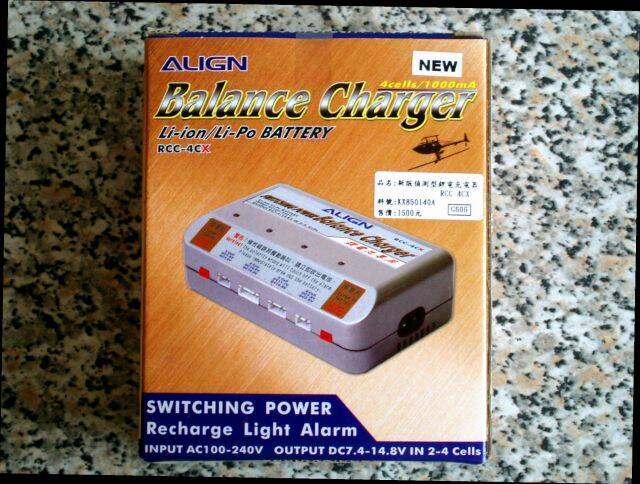 ALIGN
NEW
4cells/1000mA
Balance Charger
Li-ion/Li-Po BATTERY
RCC-4CX
品名:新版偵測型鋰電充電器
RCC 4CX
料號:KX850140A
G606
售價:1500元
ALIGN
RCC-4CX
Balance Charger
SWITCHING POWER
Recharge Light Alarm
INPUT AC100-240V OUTPUT DC7.4-14.8V IN 2-4 Cells